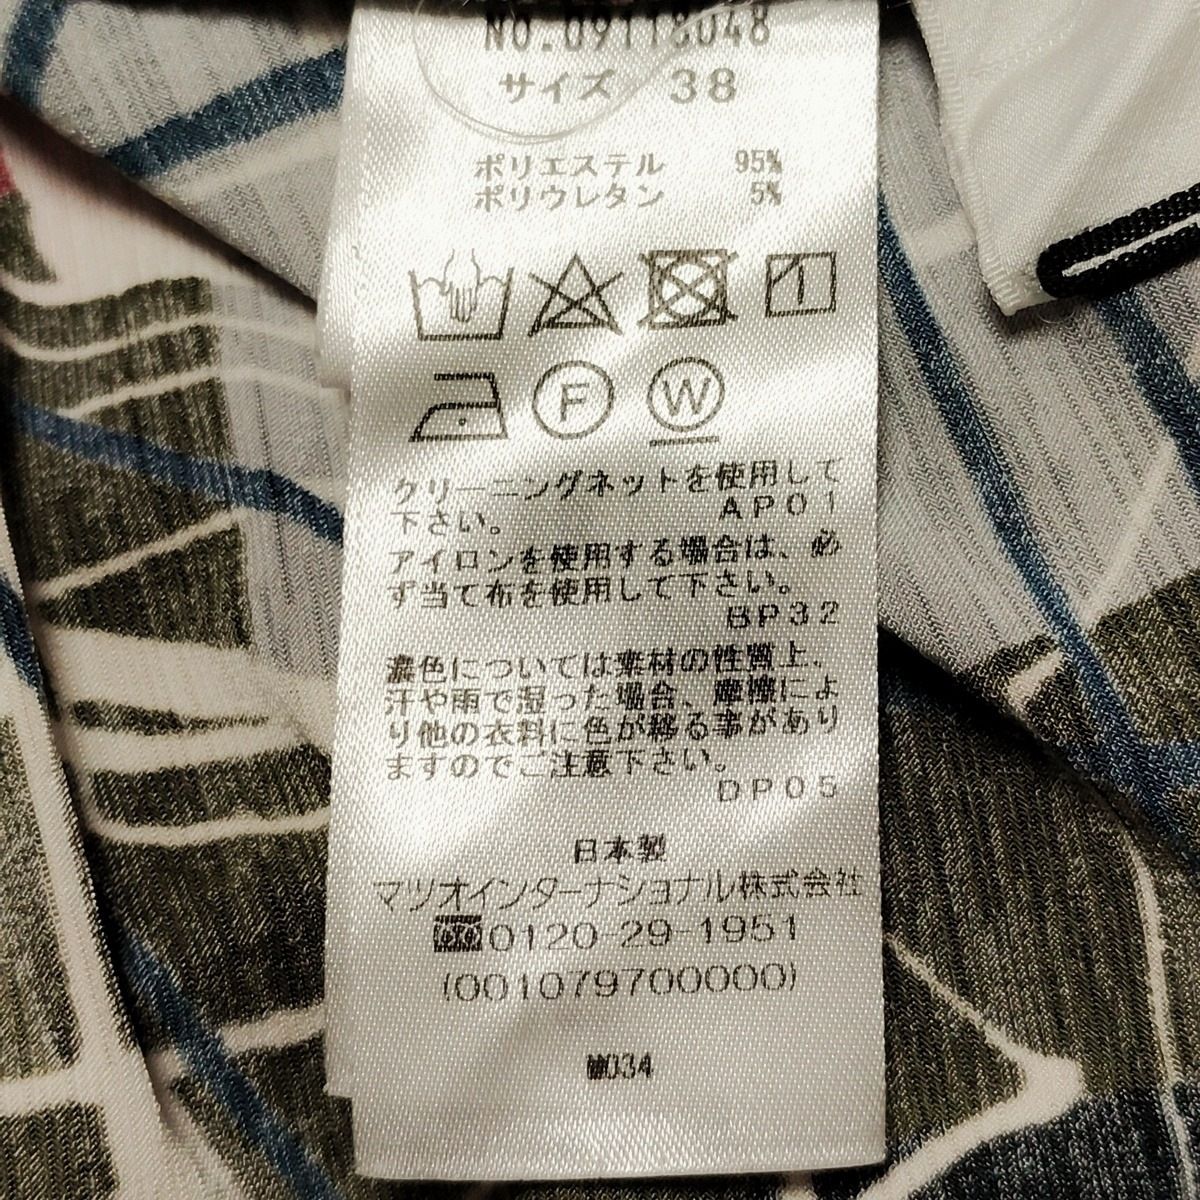 NO.09118048
サイズ 38
ポリエステル 95%
ポリウレタン 5%
F W
クリーニングネットを使用して
下さい。
AP01
アイロンを使用する場合は、必
ず当て布を使用して下さい。
BP32
濃色については素材の性質上、
汗や雨で湿った場合、摩擦によ
り他の衣料に色が移る事があり
ますのでご注意下さい。
DP05
日本製
マツオインターナショナル株式会社
0120-29-1951
(001079700000)
W034